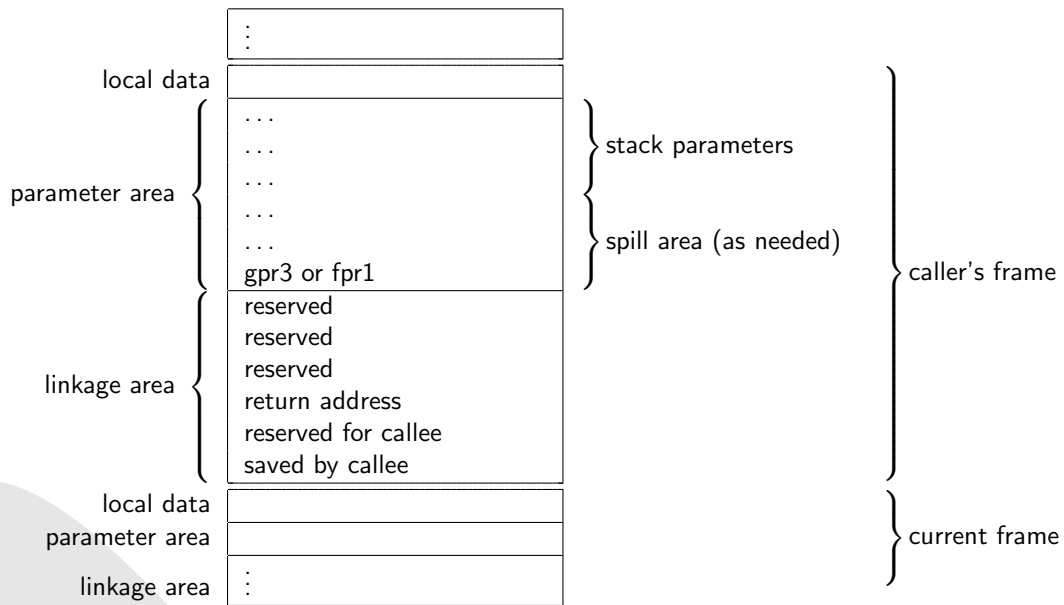 ⋮
local data
parameter area
. . .
. . .
. . .
. . .
. . .
gpr3 or fpr1
stack parameters
spill area (as needed)
caller's frame
linkage area
reserved
reserved
reserved
return address
reserved for callee
saved by callee
local data
parameter area
linkage area
⋮
current frame